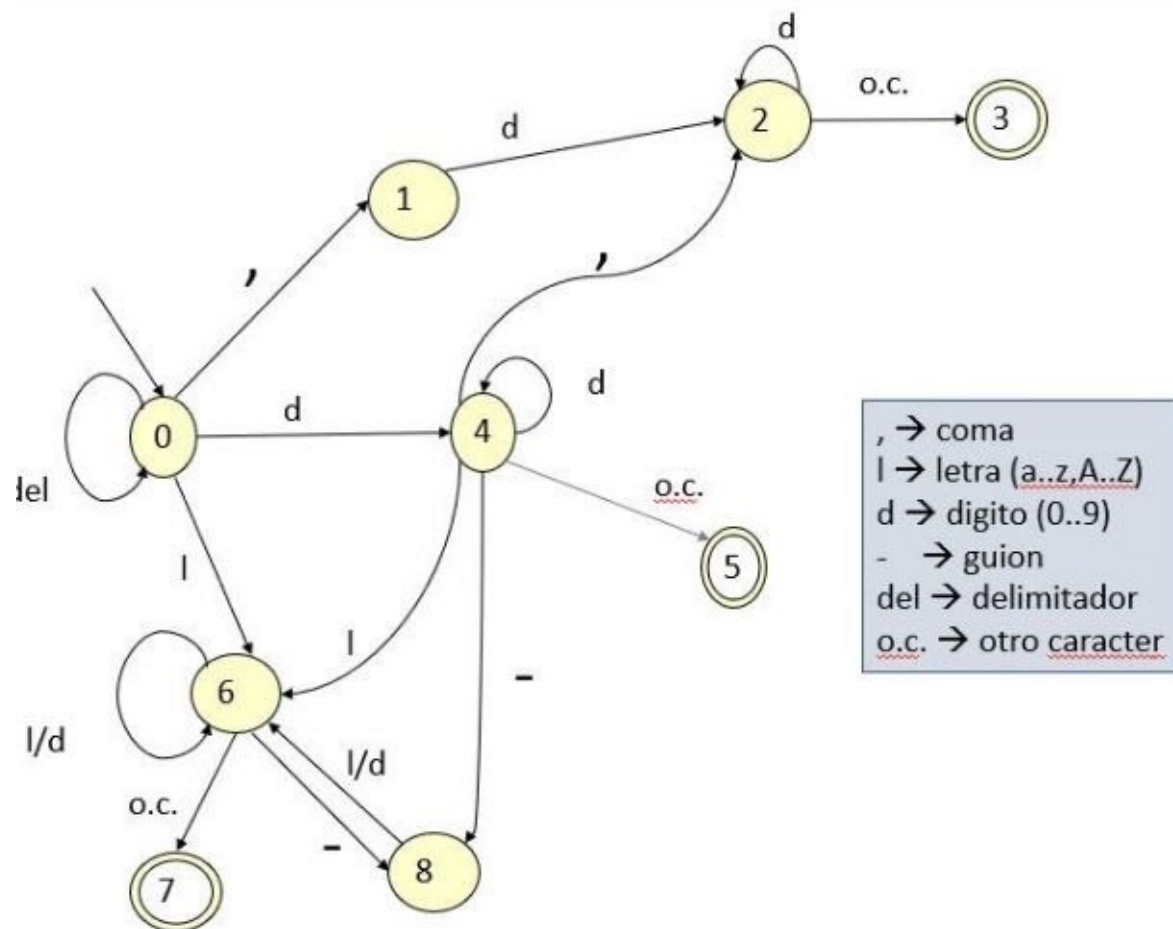 d
o.c.
2
3
d
1
,
,
d
d
0
4
del
o.c.
5
l
l
-
6
l/d
l/d
o.c.
-
7
8
, → coma
l → letra (a..z,A..Z)
d → digito (0..9)
- → guion
del → delimitador
o.c. → otro caracter